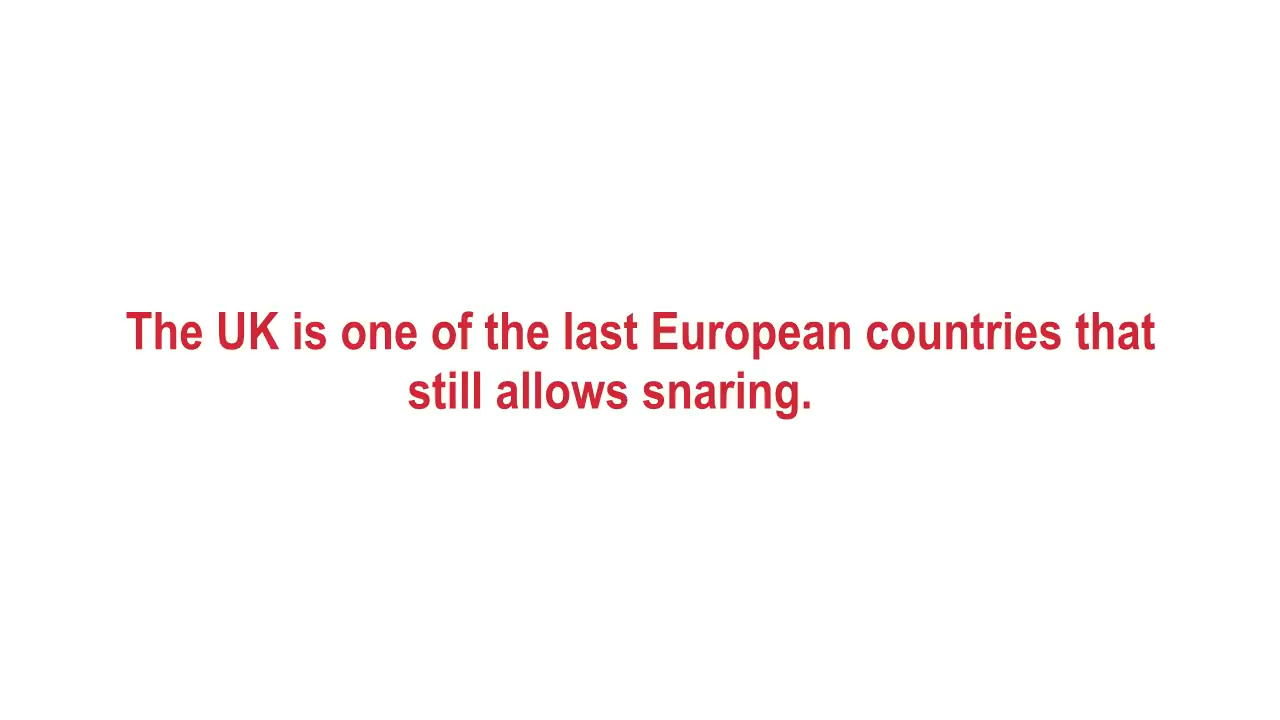 The UK is one of the last European countries that
still allows snaring.